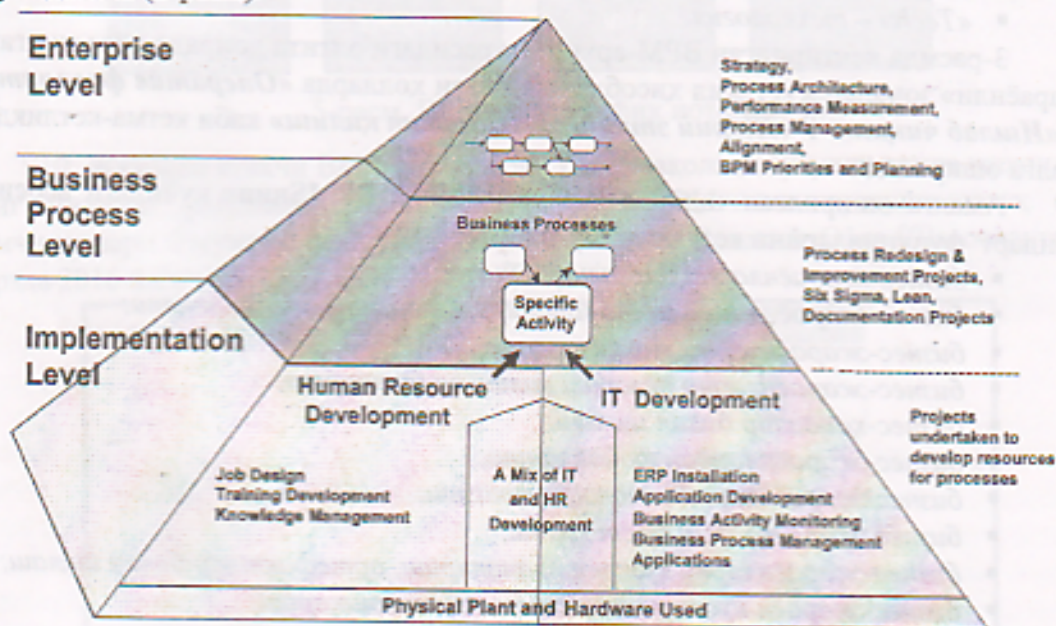 Enterprise
Level
Strategy,
Process Architecture,
Performance Measurement,
Process Management,
Alignment,
BPM Priorities and Planning
Business
Process
Level
Business Processes
Specific
Activity
Process Redesign &
Improvement Projects,
Six Sigma, Lean,
Documentation Projects
Implementation
Level
Human Resource
Development
IT Development
Job Design
Training Development
Knowledge Management
A Mix of IT
and HR
Development
ERP Installation
Application Development
Business Activity Monitoring
Business Process Management
Applications
Projects
undertaken to
develop resources
for processes
Physical Plant and Hardware Used